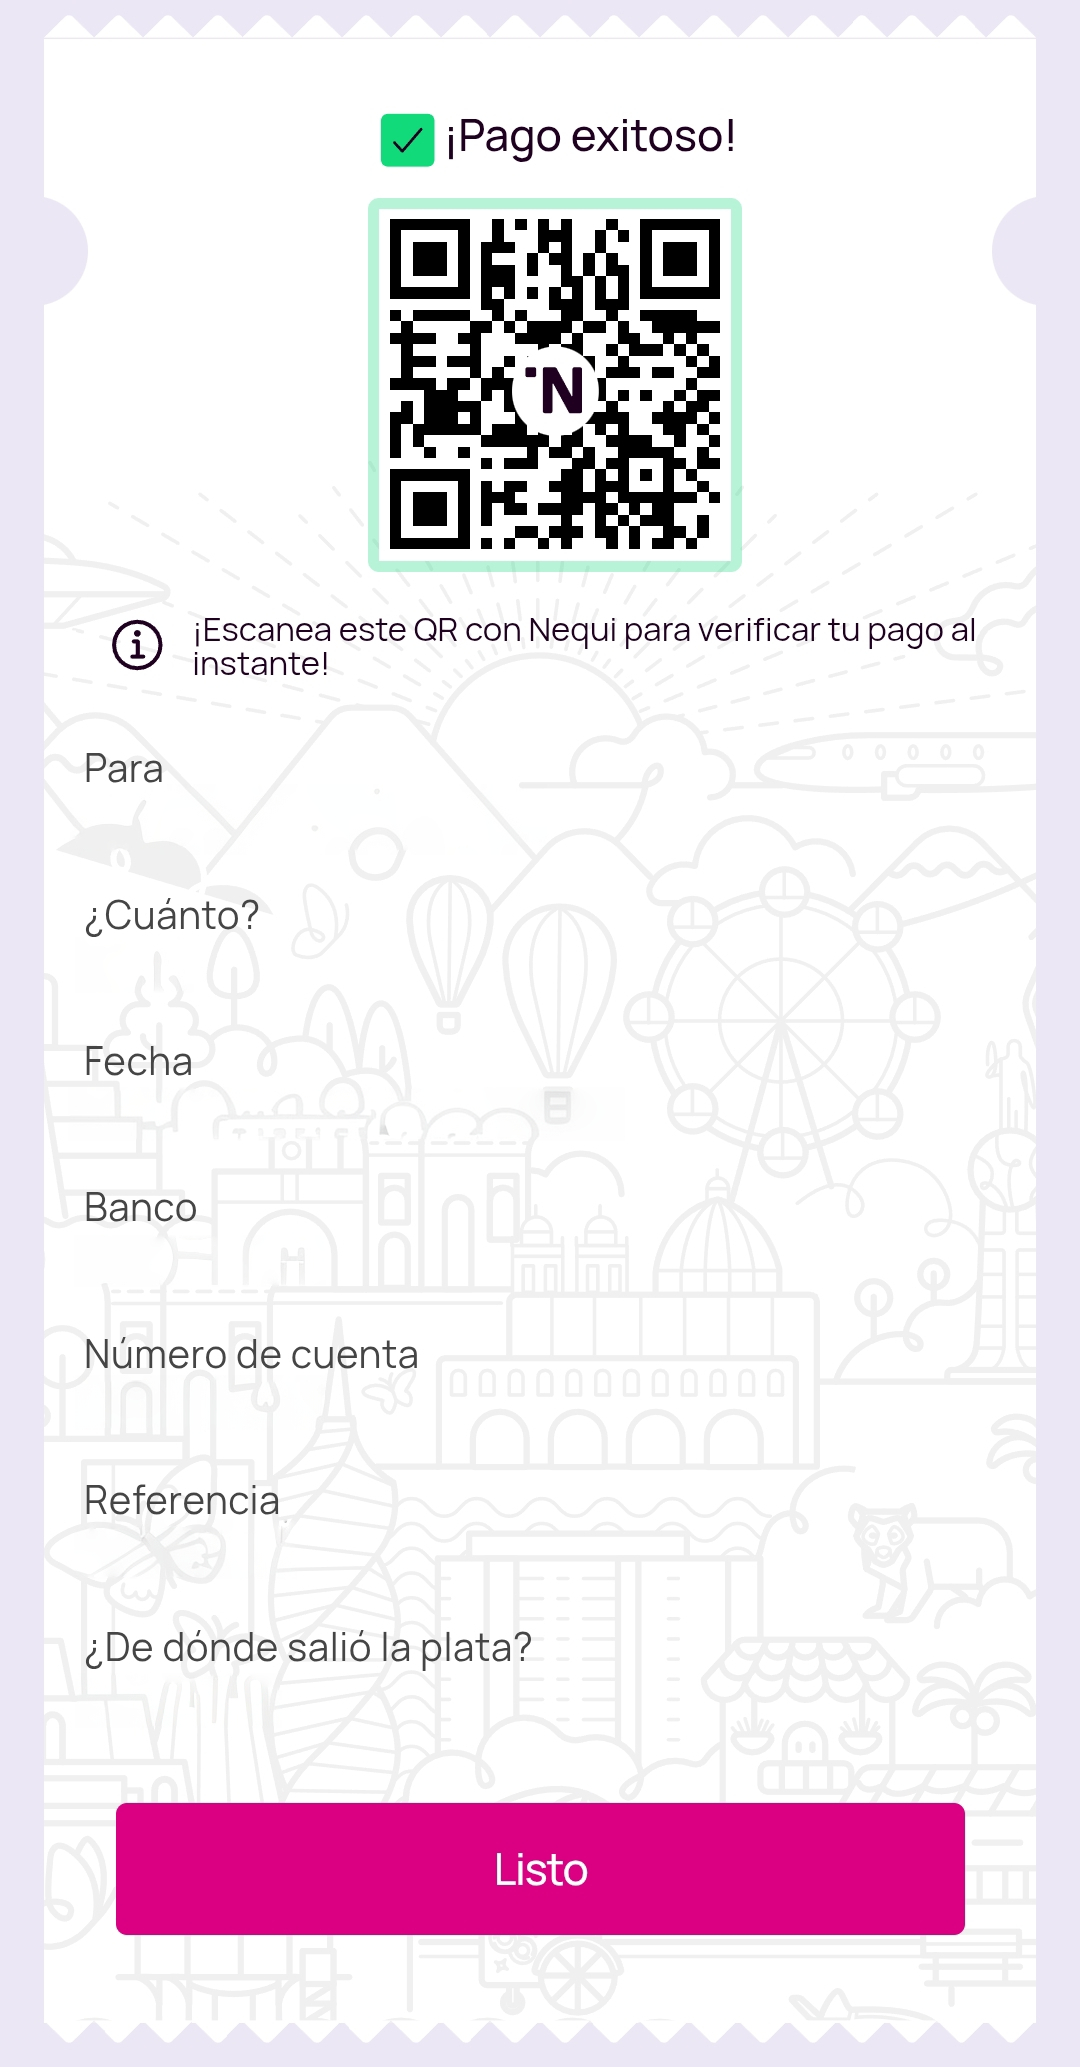 ¡Pago exitoso!
N
¡Escanea este QR con Nequi para verificar tu pago al
instante!
Para
¿Cuánto?
Fecha
Banco
Número de cuenta
Referencia
¿De dónde salió la plata?
Listo